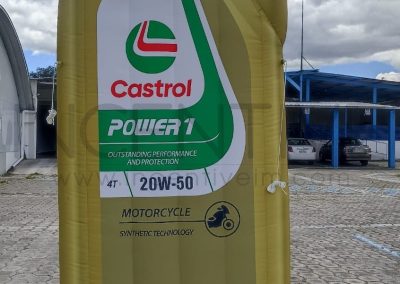 Castrol
POWER 1
OUTSTANDING PERFORMANCE
AND PROTECTION
4T 20W-50
MOTORCYCLE
SYNTHETIC TECHNOLOGY